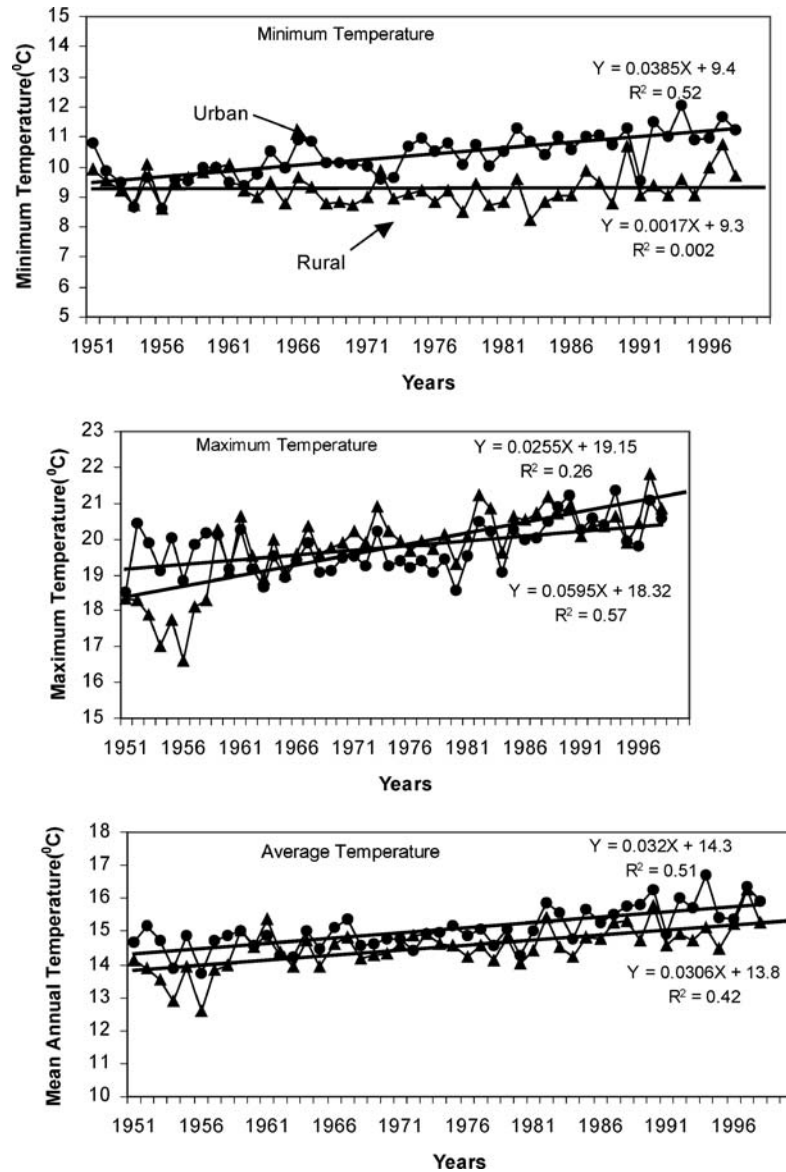 Minimum Temperature
Y = 0.0385X + 9.4
R² = 0.52
Urban
Rural
Y = 0.0017X + 9.3
R² = 0.002
Minimum Temperature(⁰C)
15
14
13
12
11
10
9
8
7
6
5
1951 1956 1961 1966 1971 1976 1981 1986 1991 1996
Years
Maximum Temperature
Y = 0.0255X + 19.15
R² = 0.26
Y = 0.0595X + 18.32
R² = 0.57
Maximum Temperature(⁰C)
23
22
21
20
19
18
17
16
15
1951 1956 1961 1966 1971 1976 1981 1986 1991 1996
Years
Average Temperature
Y = 0.032X + 14.3
R² = 0.51
Y = 0.0306X + 13.8
R² = 0.42
Mean Annual Temperature(⁰C)
18
17
16
15
14
13
12
11
10
1951 1956 1961 1966 1971 1976 1981 1986 1991 1996
Years